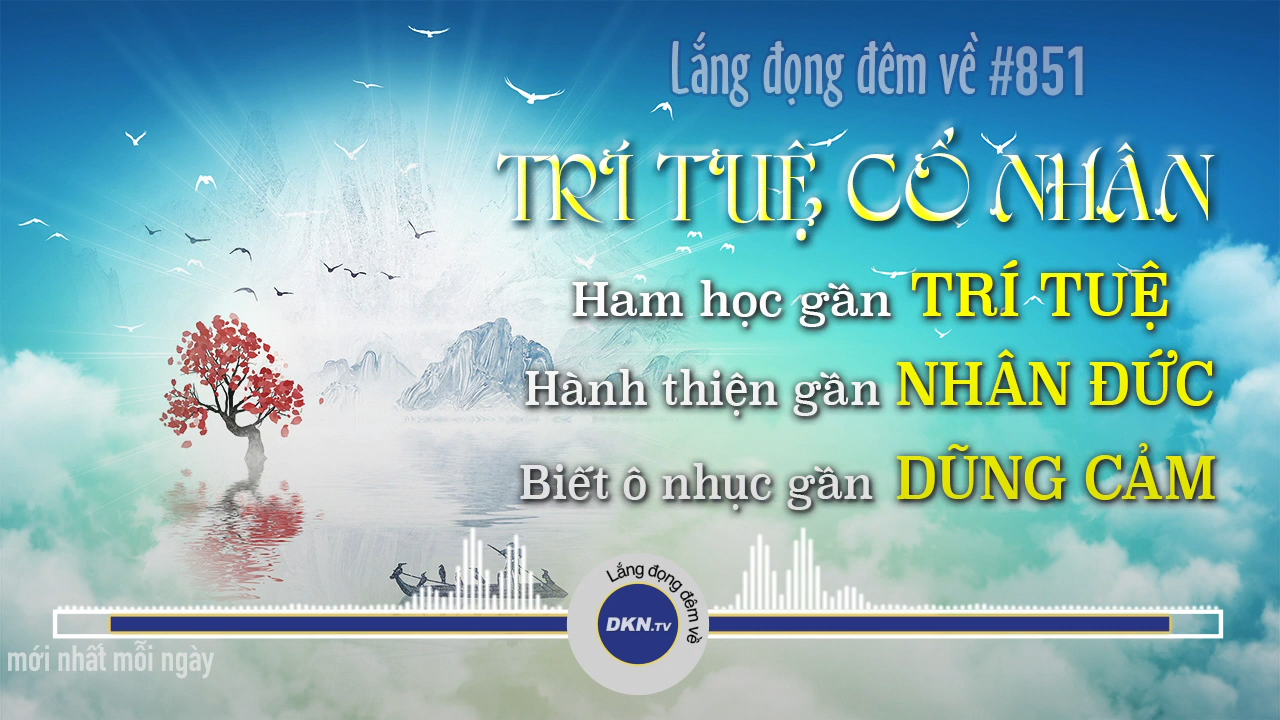 Lắng đọng đêm về #851
TRÍ TUỆ CỔ NHÂN
Ham học gần TRÍ TUỆ
Hành thiện gần NHÂN ĐỨC
Biết ô nhục gần DŨNG CẢM
Lắng đọng đêm về
DKN.TV
mới nhất mỗi ngày